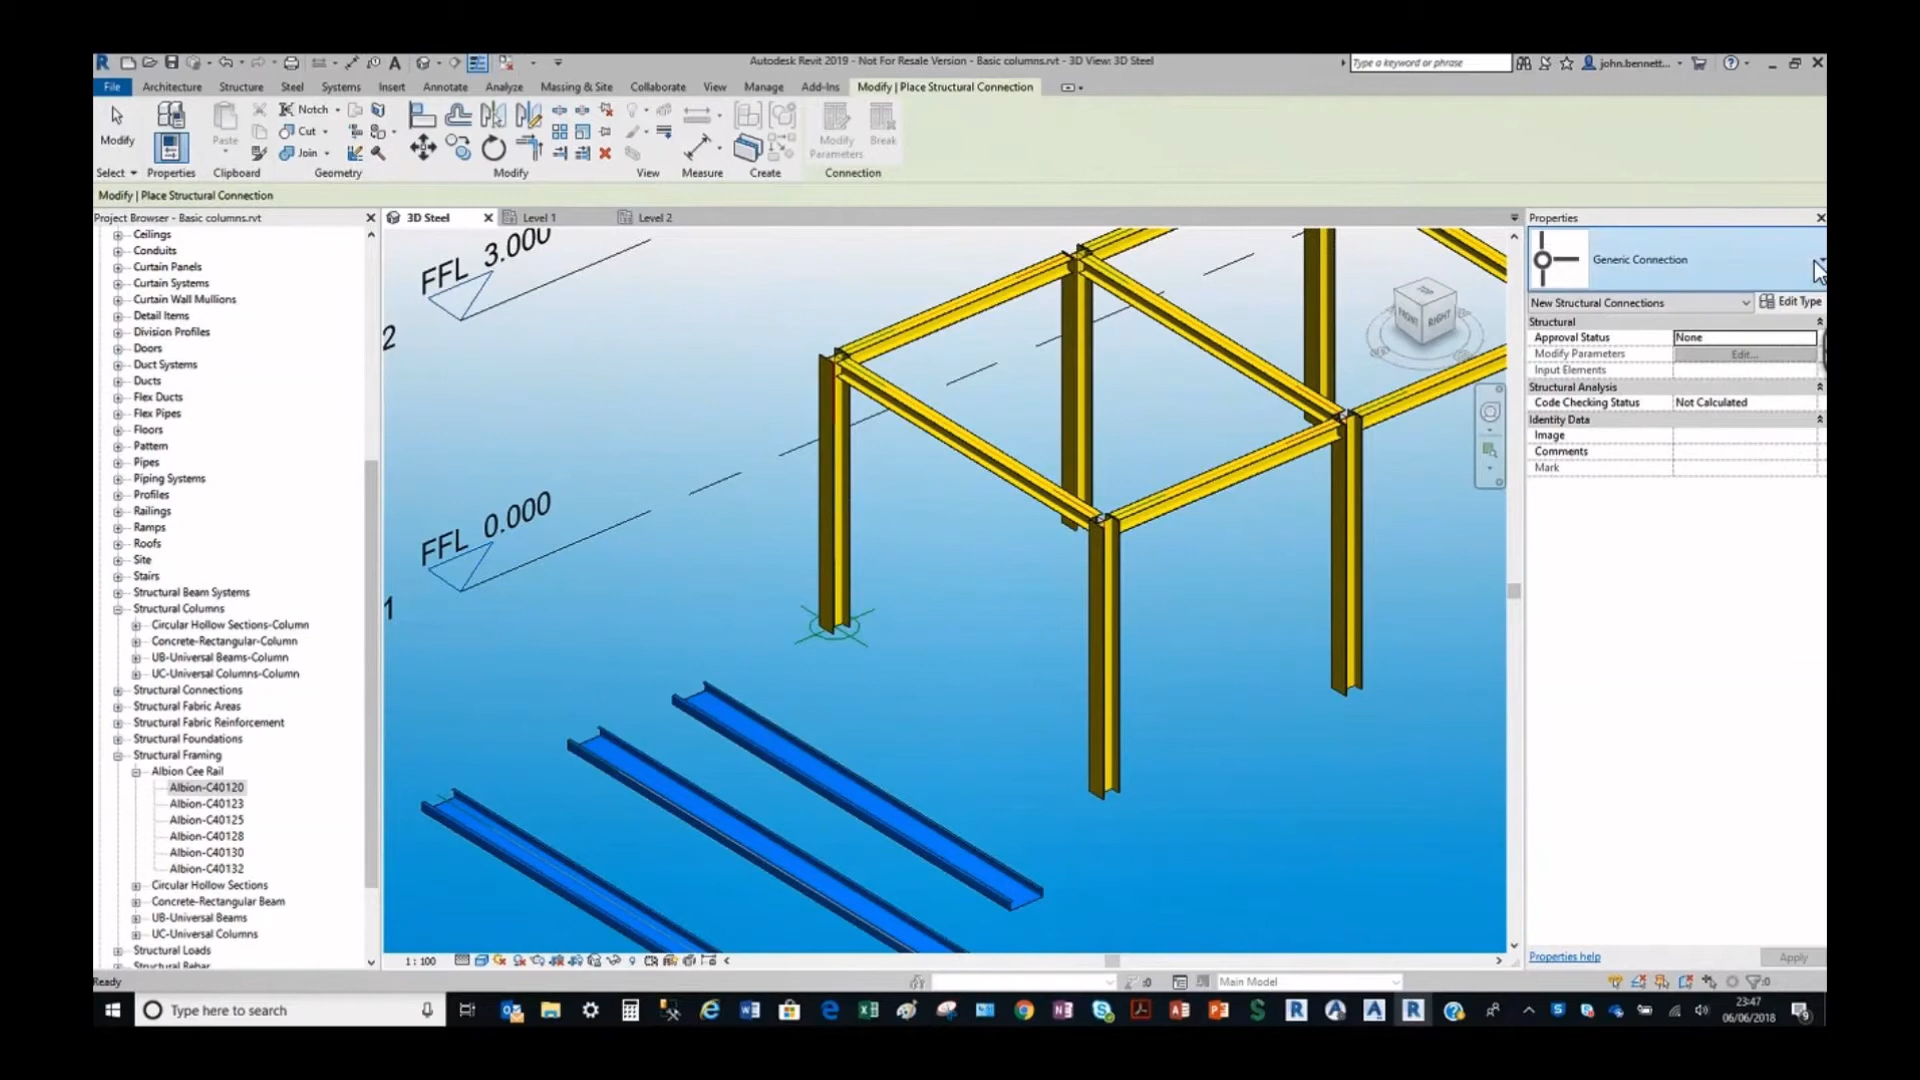 Autodesk Revit 2019 - Not For Resale Version - Basic columns.rvt - 3D View: 3D Steel
Type a keyword or phrase
john.bennett...
File Architecture Structure Steel Systems Insert Annotate Analyze Massing & Site Collaborate View Manage Add-Ins Modify | Place Structural Connection
Modify
Paste
Notch
Cut
Join
Modify Parameters
Break
Select Properties Clipboard Geometry Modify View Measure Create Connection
Modify | Place Structural Connection
Project Browser - Basic columns.rvt
Ceilings
Conduits
Curtain Panels
Curtain Systems
Curtain Wall Mullions
Detail Items
Division Profiles
Doors
Duct Systems
Ducts
Flex Ducts
Flex Pipes
Floors
Pattern
Pipes
Piping Systems
Profiles
Railings
Ramps
Roofs
Site
Stairs
Structural Beam Systems
Structural Columns
Circular Hollow Sections-Column
Concrete-Rectangular-Column
UB-Universal Beams-Column
UC-Universal Columns-Column
Structural Connections
Structural Fabric Areas
Structural Fabric Reinforcement
Structural Foundations
Structural Framing
Albion Cee Rail
Albion-C40120
Albion-C40123
Albion-C40125
Albion-C40128
Albion-C40130
Albion-C40132
Circular Hollow Sections
Concrete-Rectangular Beam
UB-Universal Beams
UC-Universal Columns
Structural Loads
Structural Rebar
3D Steel Level 1 Level 2
FFL 3.000
2
FFL 0.000
1
TOP
FRONT
RIGHT
1 : 100
Properties
Generic Connection
New Structural Connections
Edit Type
Structural
Approval Status None
Modify Parameters Edit...
Input Elements
Structural Analysis
Code Checking Status Not Calculated
Identity Data
Image
Comments
Mark
Properties help
Apply
Ready
:0
Main Model
:0
Type here to search
23:47
06/06/2018
9